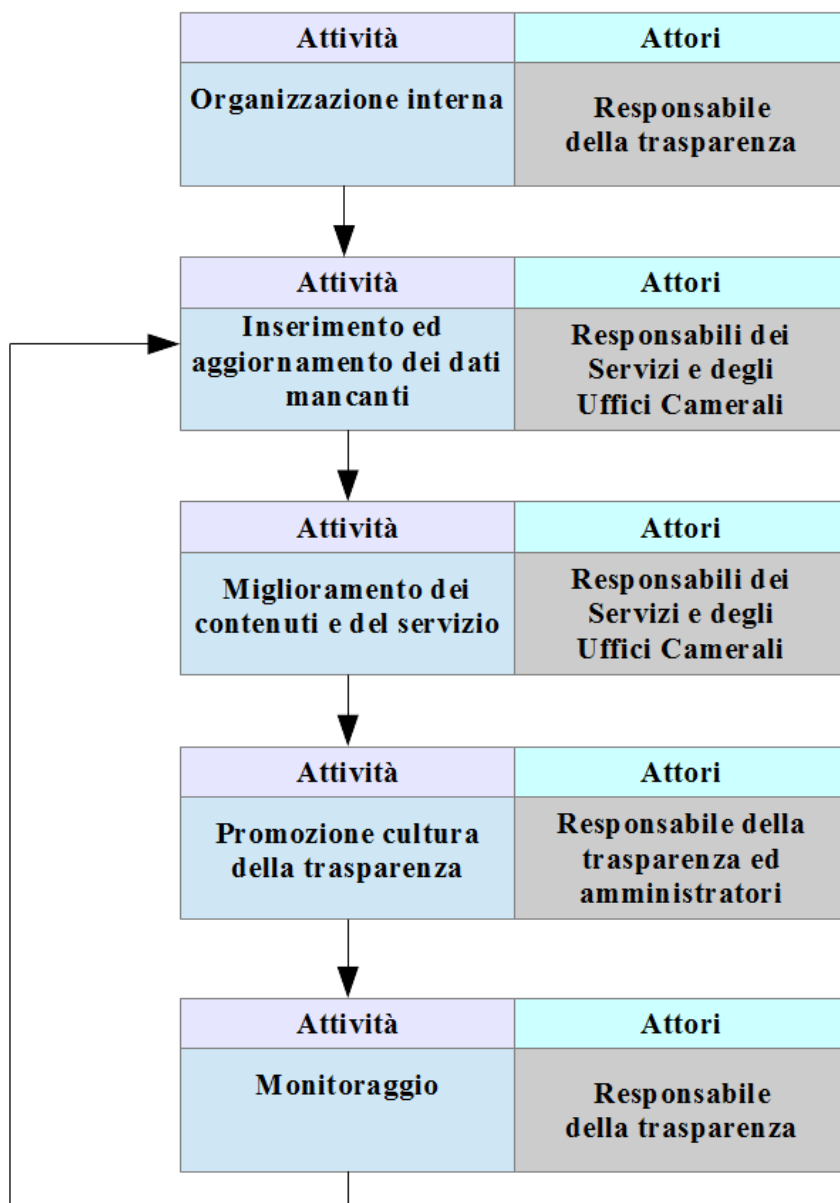 Attività Attori
Organizzazione interna
Responsabile
della trasparenza
Attività Attori
Inserimento ed
aggiornamento dei dati
mancanti
Responsabili dei
Servizi e degli
Uffici Camerali
Attività Attori
Miglioramento dei
contenuti e del servizio
Responsabili dei
Servizi e degli
Uffici Camerali
Attività Attori
Promozione cultura
della trasparenza
Responsabile della
trasparenza ed
amministratori
Attività Attori
Monitoraggio
Responsabile
della trasparenza